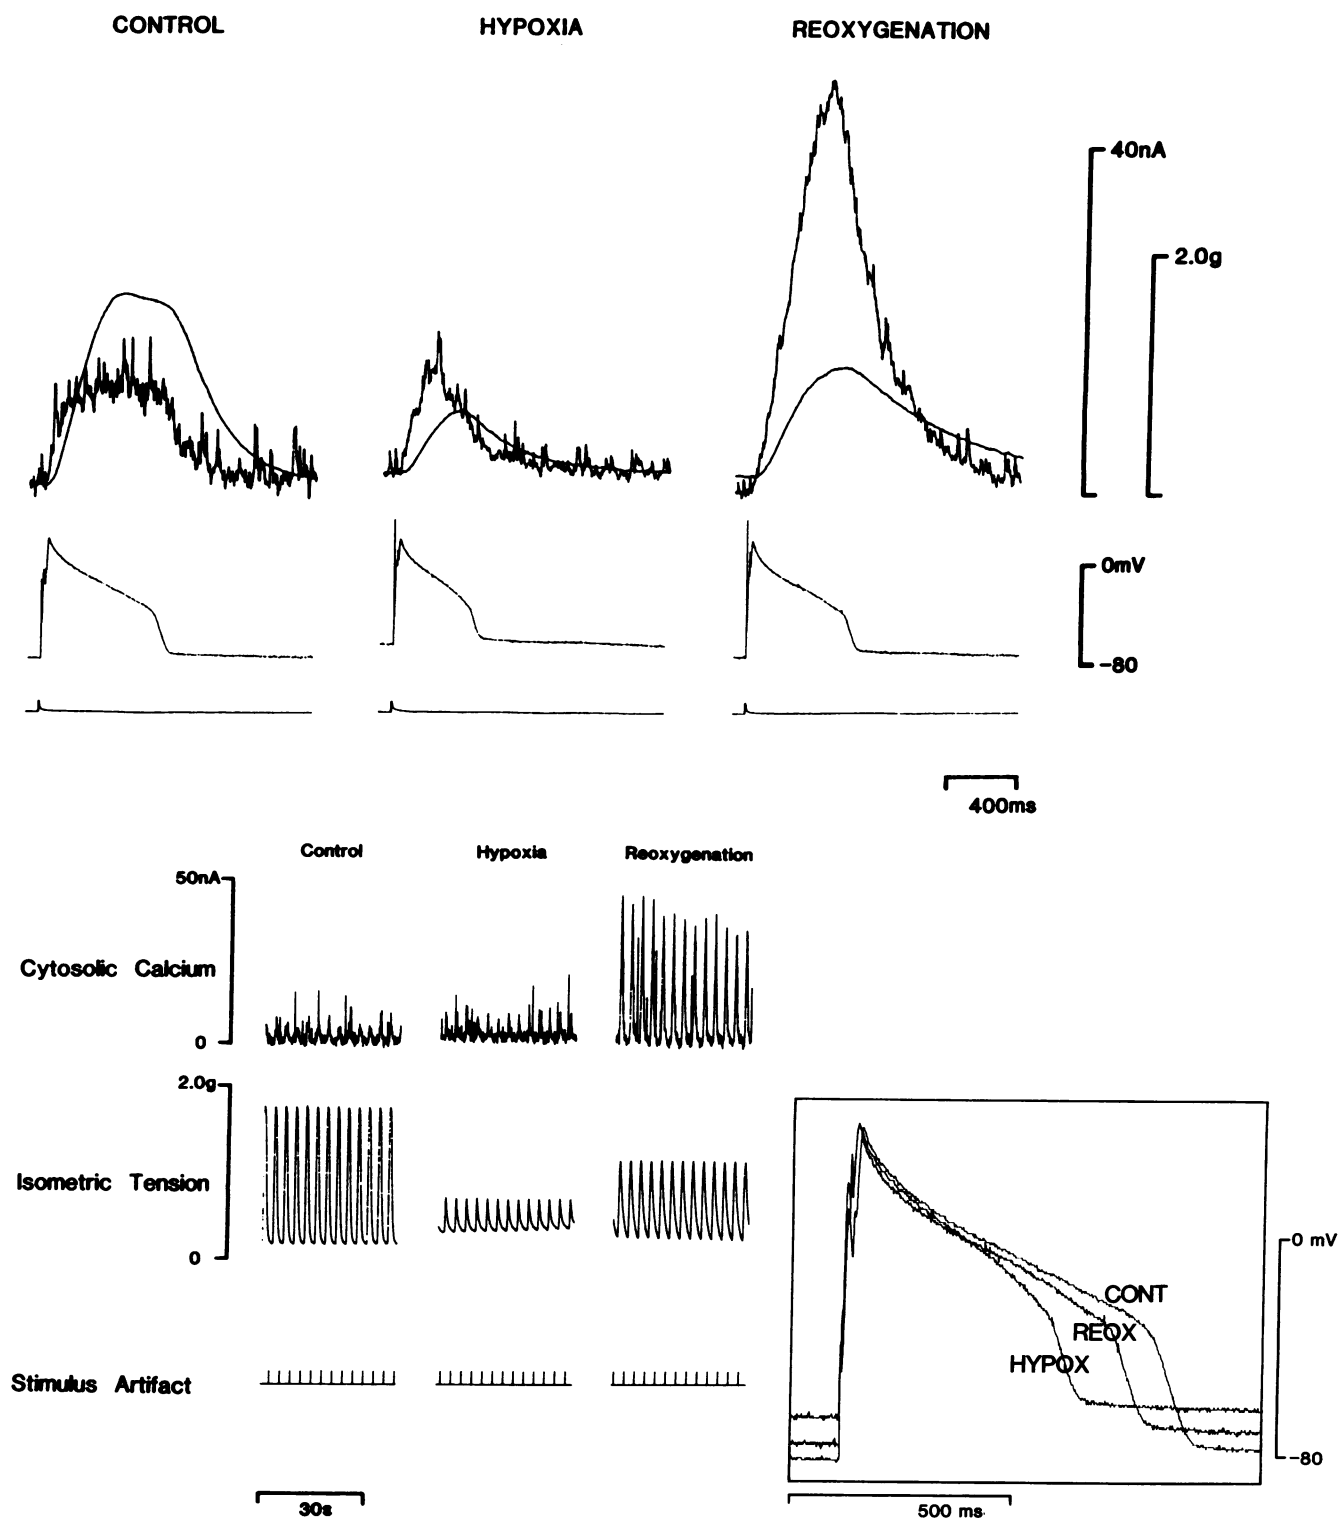 CONTROL HYPOXIA REOXYGENATION
40nA
2.0g
0mV
-80
400ms
Control Hypoxia Reoxygenation
50nA
Cytosolic Calcium
0
2.0g
Isometric Tension
0
Stimulus Artifact
30s
0 mV
CONT
REOX
HYPOX
-80
500 ms